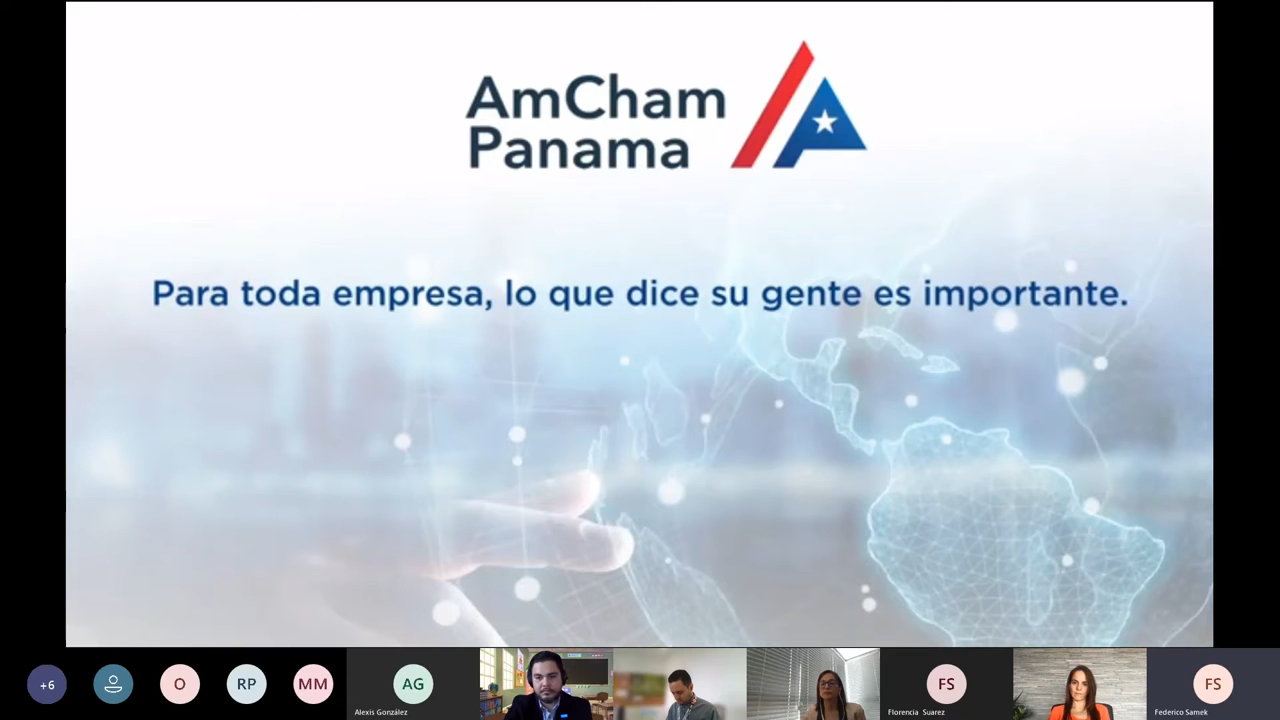 AmCham
Panama
Para toda empresa, lo que dice su gente es importante.
+6
O
RP
MM
AG
Alexis González
FS
Florencia Suarez
FS
Federico Samek